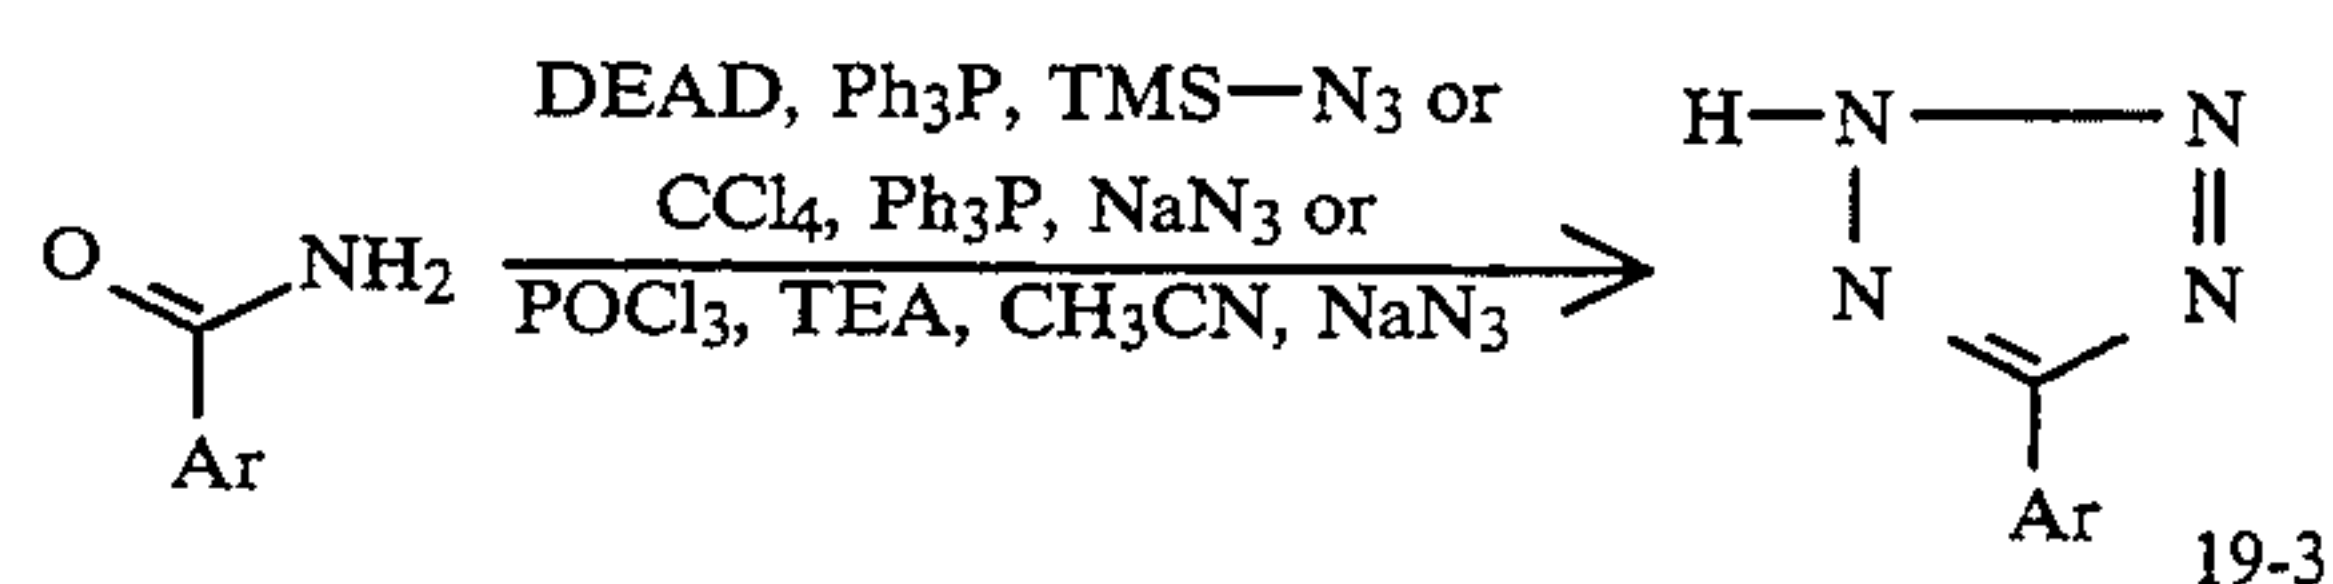 DEAD, Ph3P, TMS—N3 or
CCl4, Ph3P, NaN3 or
POCl3, TEA, CH3CN, NaN3
O
NH2
Ar
H—N
N
N
N
Ar
19-3